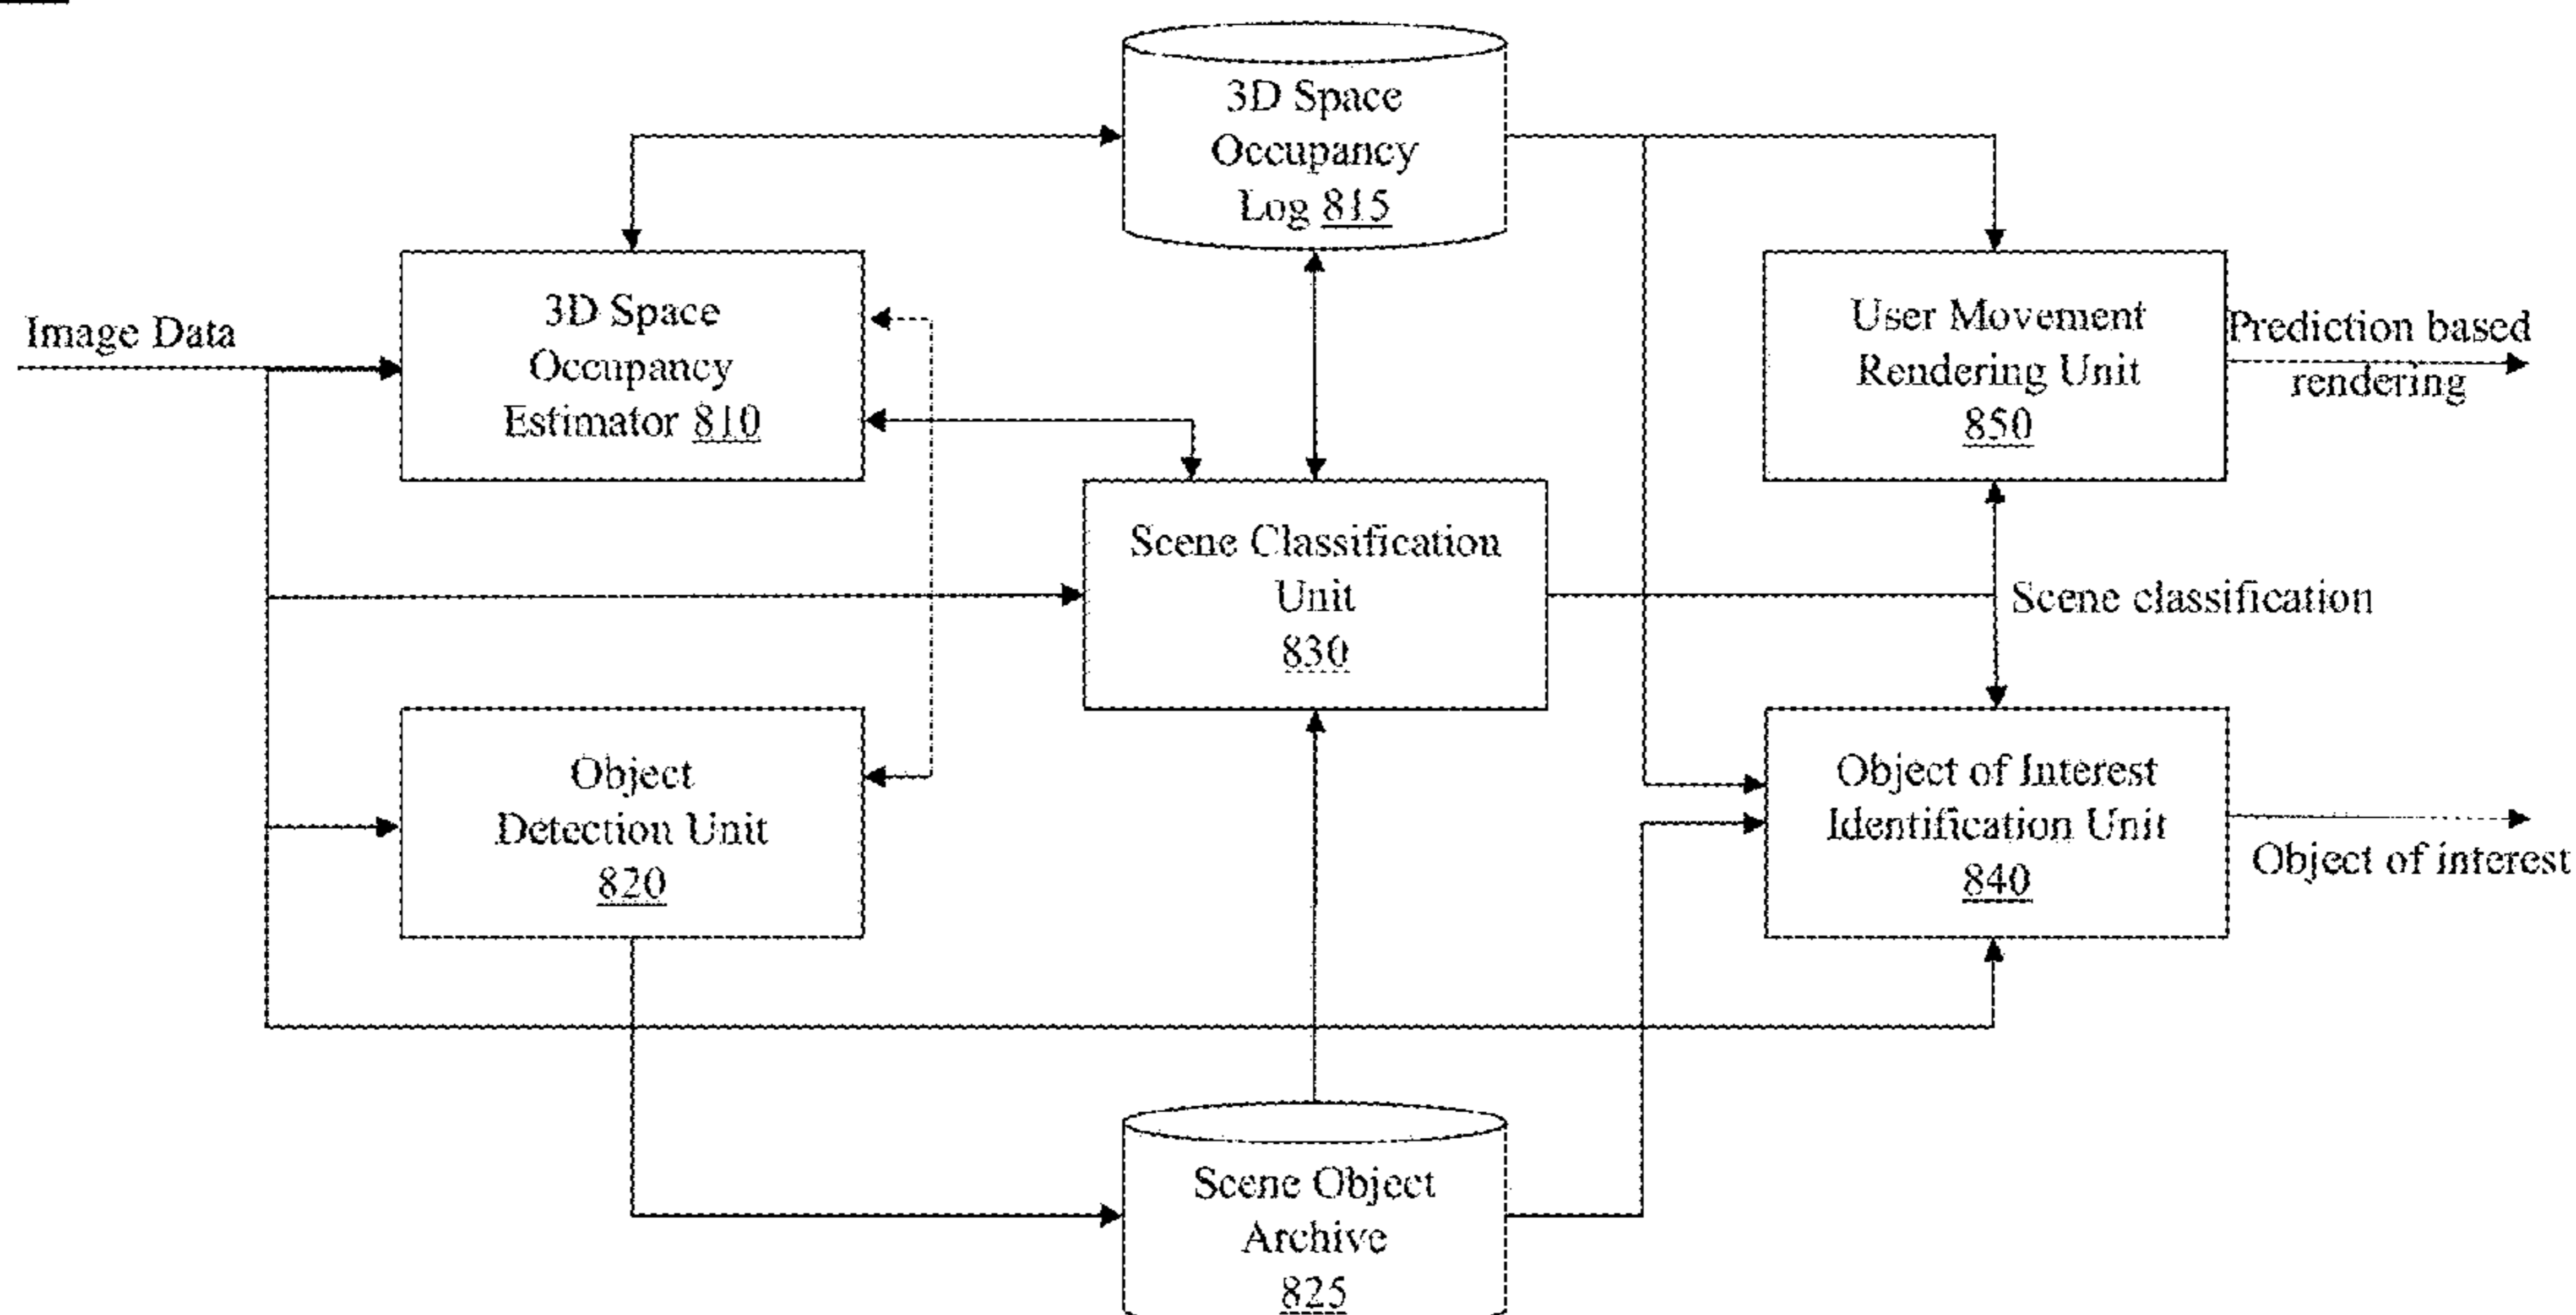 3D Space
Occupancy
Log 815
Image Data
3D Space
Occupancy
Estimator 810
User Movement
Rendering Unit
850
Prediction based
rendering
Scene Classification
Unit
830
Scene classification
Object
Detection Unit
820
Object of Interest
Identification Unit
840
Object of interest
Scene Object
Archive
825